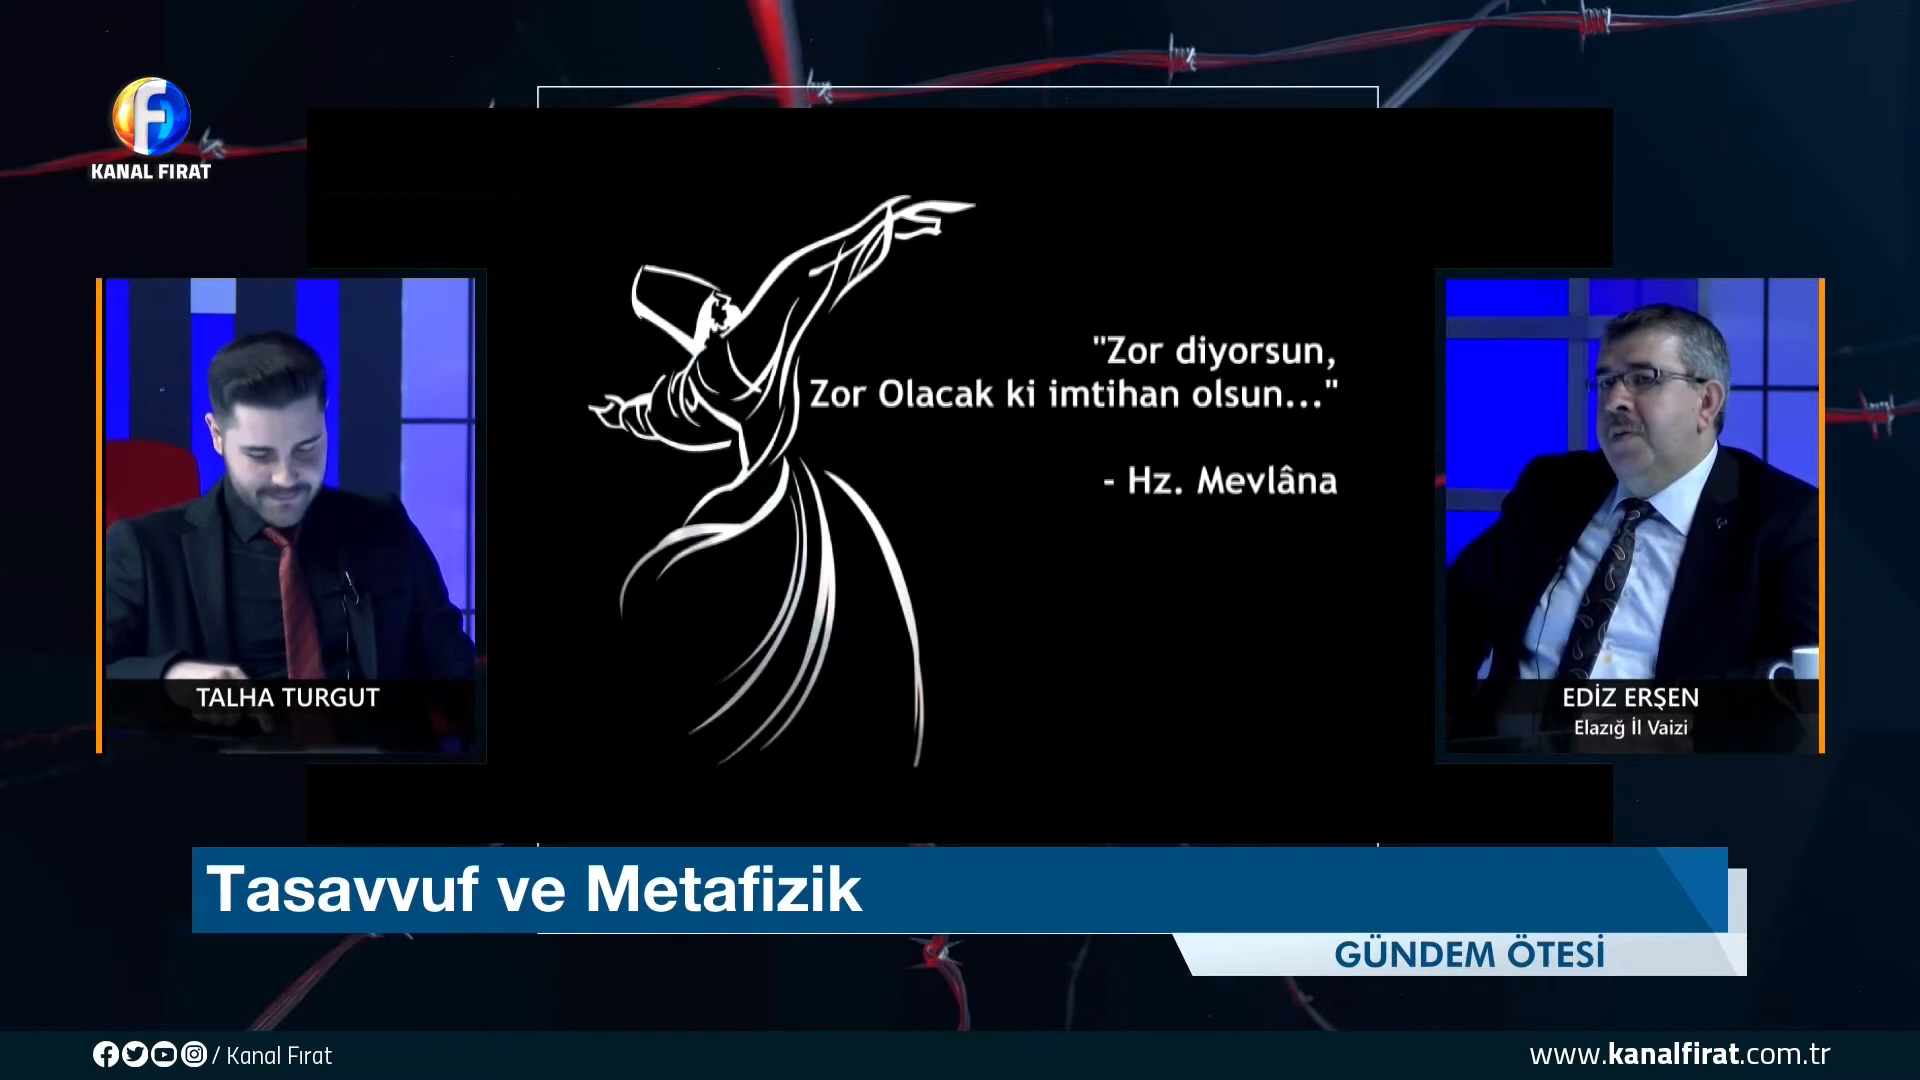 KANAL FIRAT
"Zor diyorsun,
Zor Olacak ki imtihan olsun..."
- Hz. Mevlâna
TALHA TURGUT
EDİZ ERŞEN
Elazığ İl Vaizi
Tasavvuf ve Metafizik
GÜNDEM ÖTESİ
/ Kanal Fırat
www.kanalfirat.com.tr